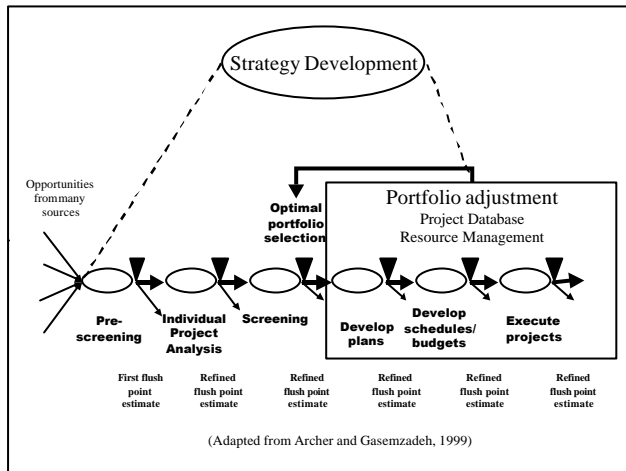 Strategy Development
Opportunities
from many
sources
Optimal
portfolio
selection
Portfolio adjustment
Project Database
Resource Management
Pre-
screening
Individual
Project
Analysis
Screening
Develop
plans
Develop
schedules/
budgets
Execute
projects
First flush
point
estimate
Refined
flush point
estimate
Refined
flush point
estimate
Refined
flush point
estimate
Refined
flush point
estimate
Refined
flush point
estimate
(Adapted from Archer and Gasemzadeh, 1999)